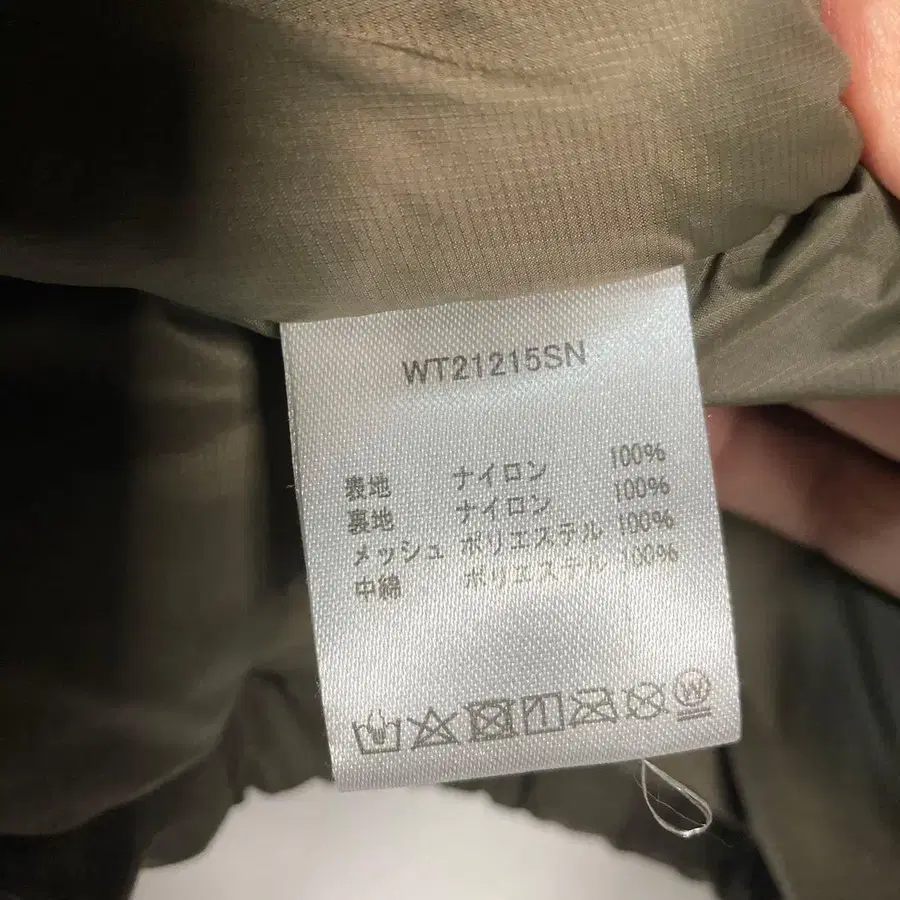 WT21215SN
表地 ナイロン 100%
裏地 ナイロン 100%
メッシュ ポリエステル 100%
中綿 ポリエステル 100%
W